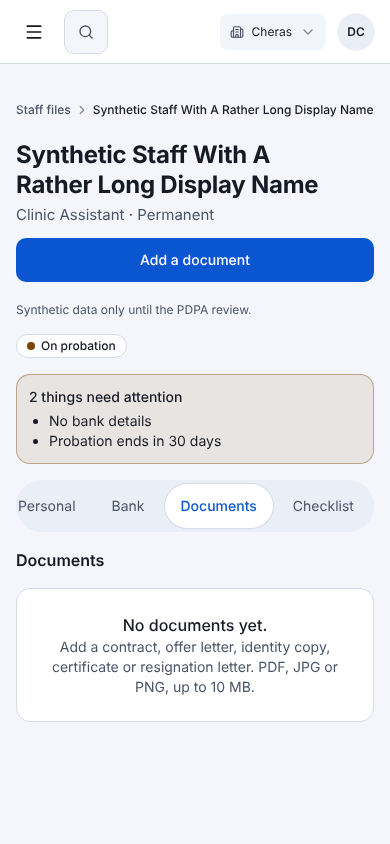 Cheras
DC
Staff files
Synthetic Staff With A Rather Long Display Name
Synthetic Staff With A
Rather Long Display Name
Clinic Assistant · Permanent
Add a document
Synthetic data only until the PDPA review.
On probation
2 things need attention
• No bank details
• Probation ends in 30 days
Personal
Bank
Documents
Checklist
Documents
No documents yet.
Add a contract, offer letter, identity copy,
certificate or resignation letter. PDF, JPG or
PNG, up to 10 MB.